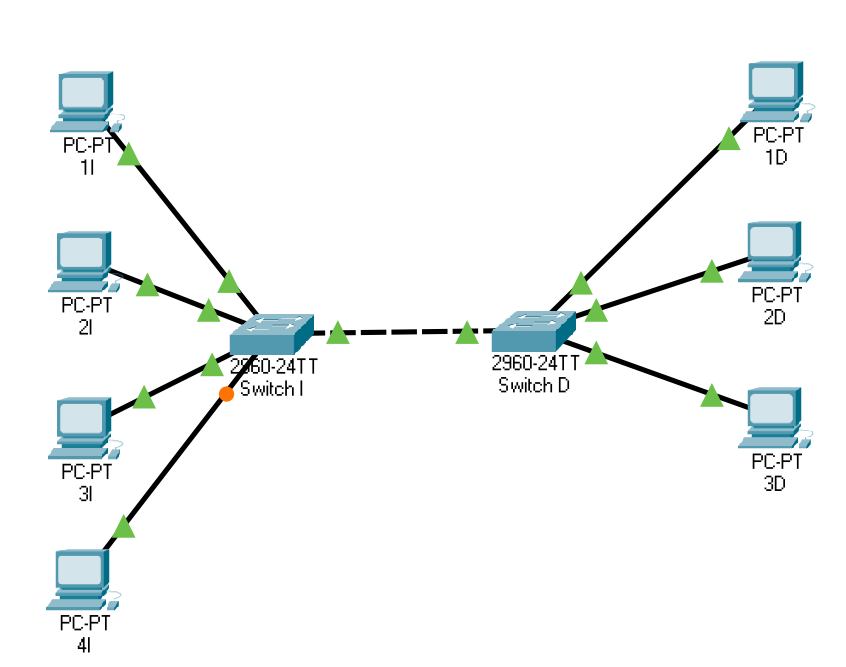 PC-PT
1I
PC-PT
1D
PC-PT
2I
PC-PT
2D
2960-24TT
Switch I
2960-24TT
Switch D
PC-PT
3I
PC-PT
3D
PC-PT
4I